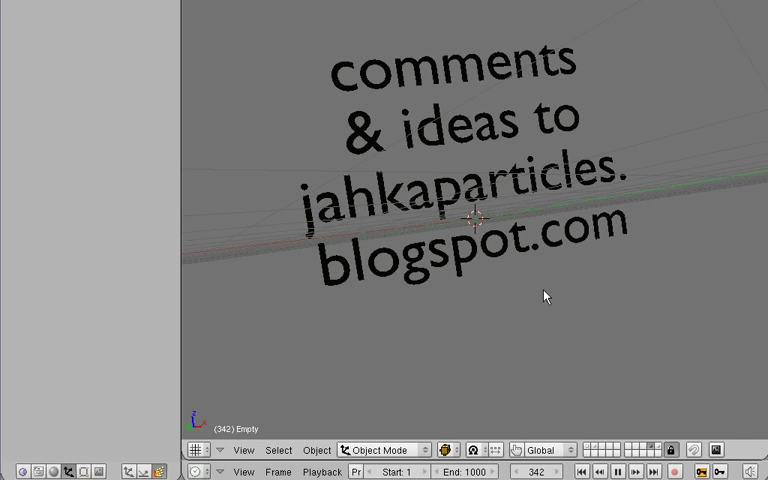 comments
& ideas to
jahkaparticles.
blogspot.com
(342) Empty
View Select Object Object Mode Global
View Frame Playback Pr Start: 1 End: 1000 342